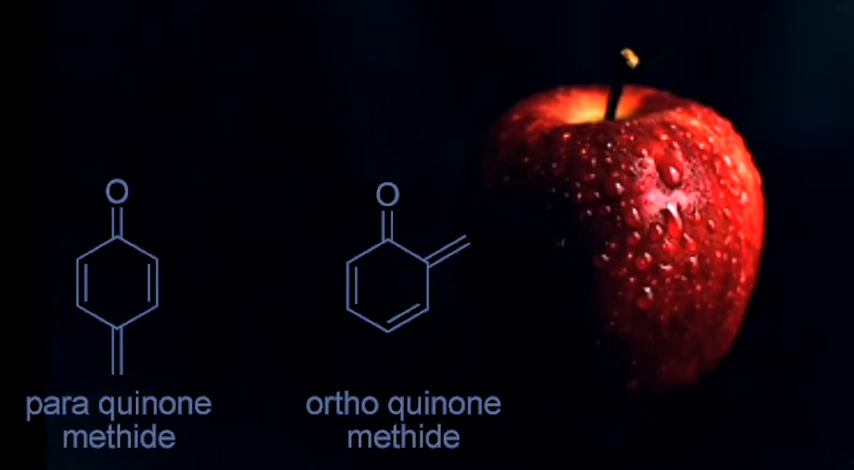 O
O
para quinone
methide
ortho quinone
methide